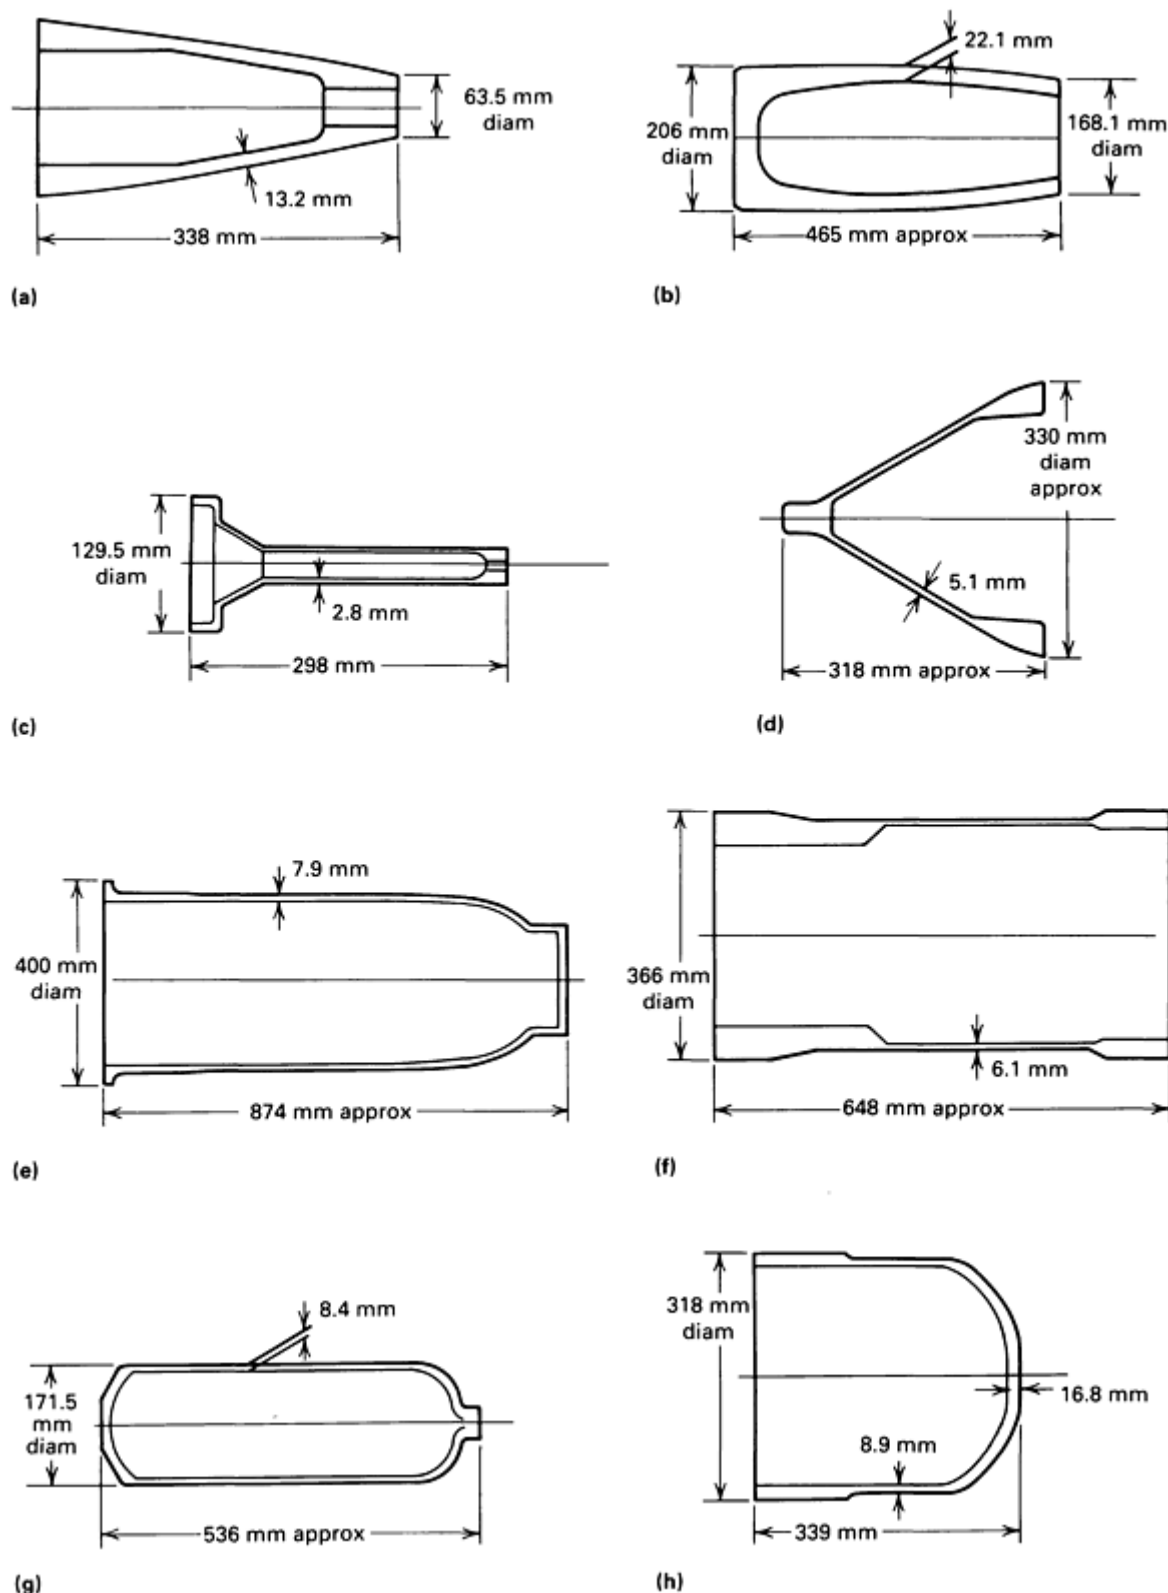 22.1 mm
63.5 mm
diam
206 mm
diam
168.1 mm
diam
13.2 mm
338 mm
465 mm approx
(a)
(b)
330 mm
diam
approx
129.5 mm
diam
5.1 mm
2.8 mm
298 mm
318 mm approx
(c)
(d)
7.9 mm
400 mm
diam
366 mm
diam
6.1 mm
874 mm approx
648 mm approx
(e)
(f)
8.4 mm
318 mm
diam
171.5
mm
diam
16.8 mm
8.9 mm
536 mm approx
339 mm
(g)
(h)